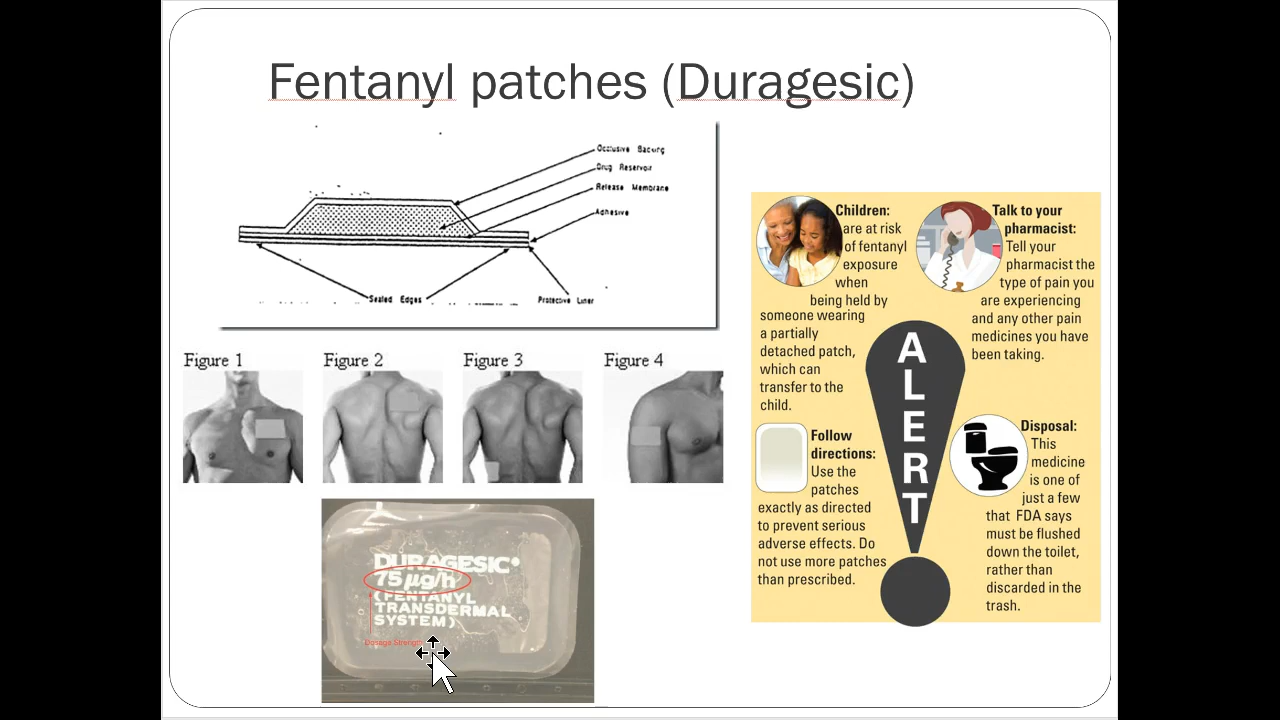 Fentanyl patches (Duragesic)
Occlusive Backing
Drug Reservoir
Release Membrane
Adhesive
Sealed Edges
Protective Liner
Figure 1
Figure 2
Figure 3
Figure 4
DURAGESIC®
75 µg/h
(FENTANYL
TRANSDERMAL
SYSTEM)
Dosage Strength
Children:
are at risk
of fentanyl
exposure
when
being held by
someone wearing
a partially
detached patch,
which can
transfer to the
child.
Talk to your
pharmacist:
Tell your
pharmacist the
type of pain you
are experiencing
and any other pain
medicines you have
been taking.
ALERT
Follow
directions:
Use the
patches
exactly as directed
to prevent serious
adverse effects. Do
not use more patches
than prescribed.
Disposal:
This
medicine
is one of
just a few
that FDA says
must be flushed
down the toilet,
rather than
discarded in the
trash.